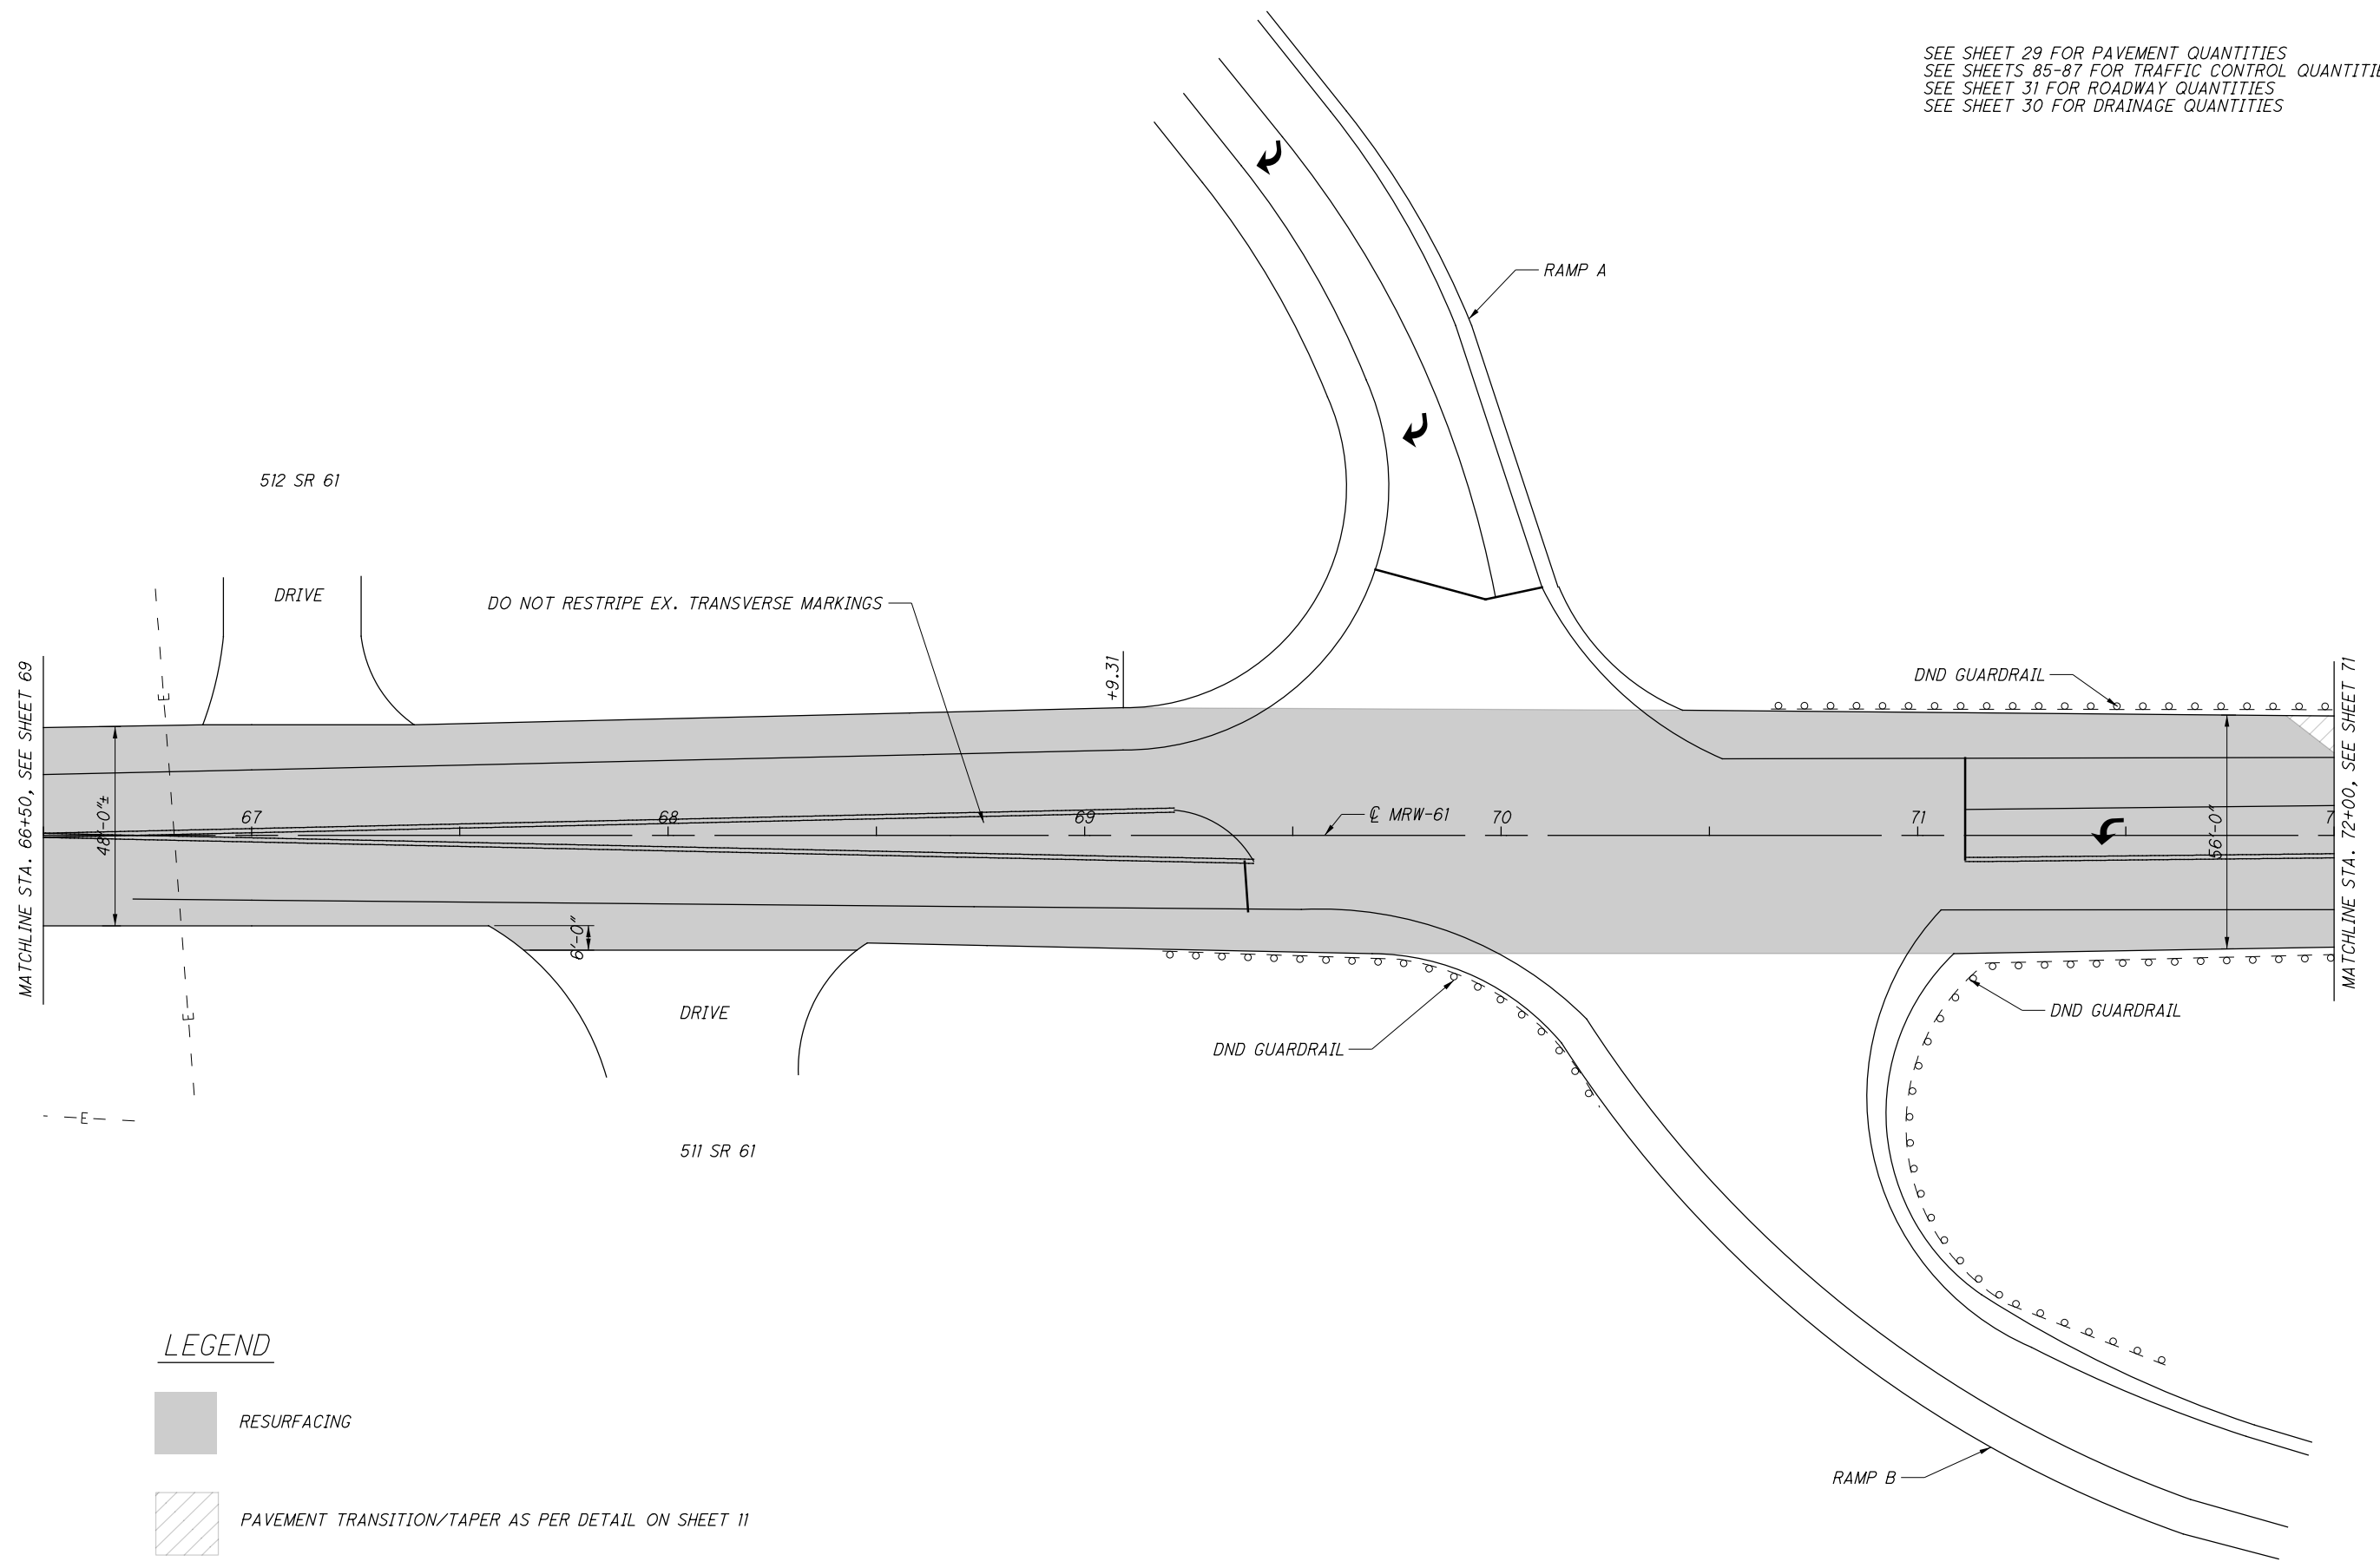 SEE SHEET 29 FOR PAVEMENT QUANTITIES
SEE SHEETS 85-87 FOR TRAFFIC CONTROL QUANTITIE
SEE SHEET 31 FOR ROADWAY QUANTITIES
SEE SHEET 30 FOR DRAINAGE QUANTITIES
RAMP A
512 SR 61
DRIVE
DO NOT RESTRIPE EX. TRANSVERSE MARKINGS
+9.31
DND GUARDRAIL
MATCHLINE STA. 66+50, SEE SHEET 69
E
48'-0"±
67
68
69
℄ MRW-61
70
71
7
56'-0"
MATCHLINE STA. 72+00, SEE SHEET 71
6'-0"
E
DRIVE
DND GUARDRAIL
DND GUARDRAIL
E
511 SR 61
RAMP B
LEGEND
RESURFACING
PAVEMENT TRANSITION/TAPER AS PER DETAIL ON SHEET 11